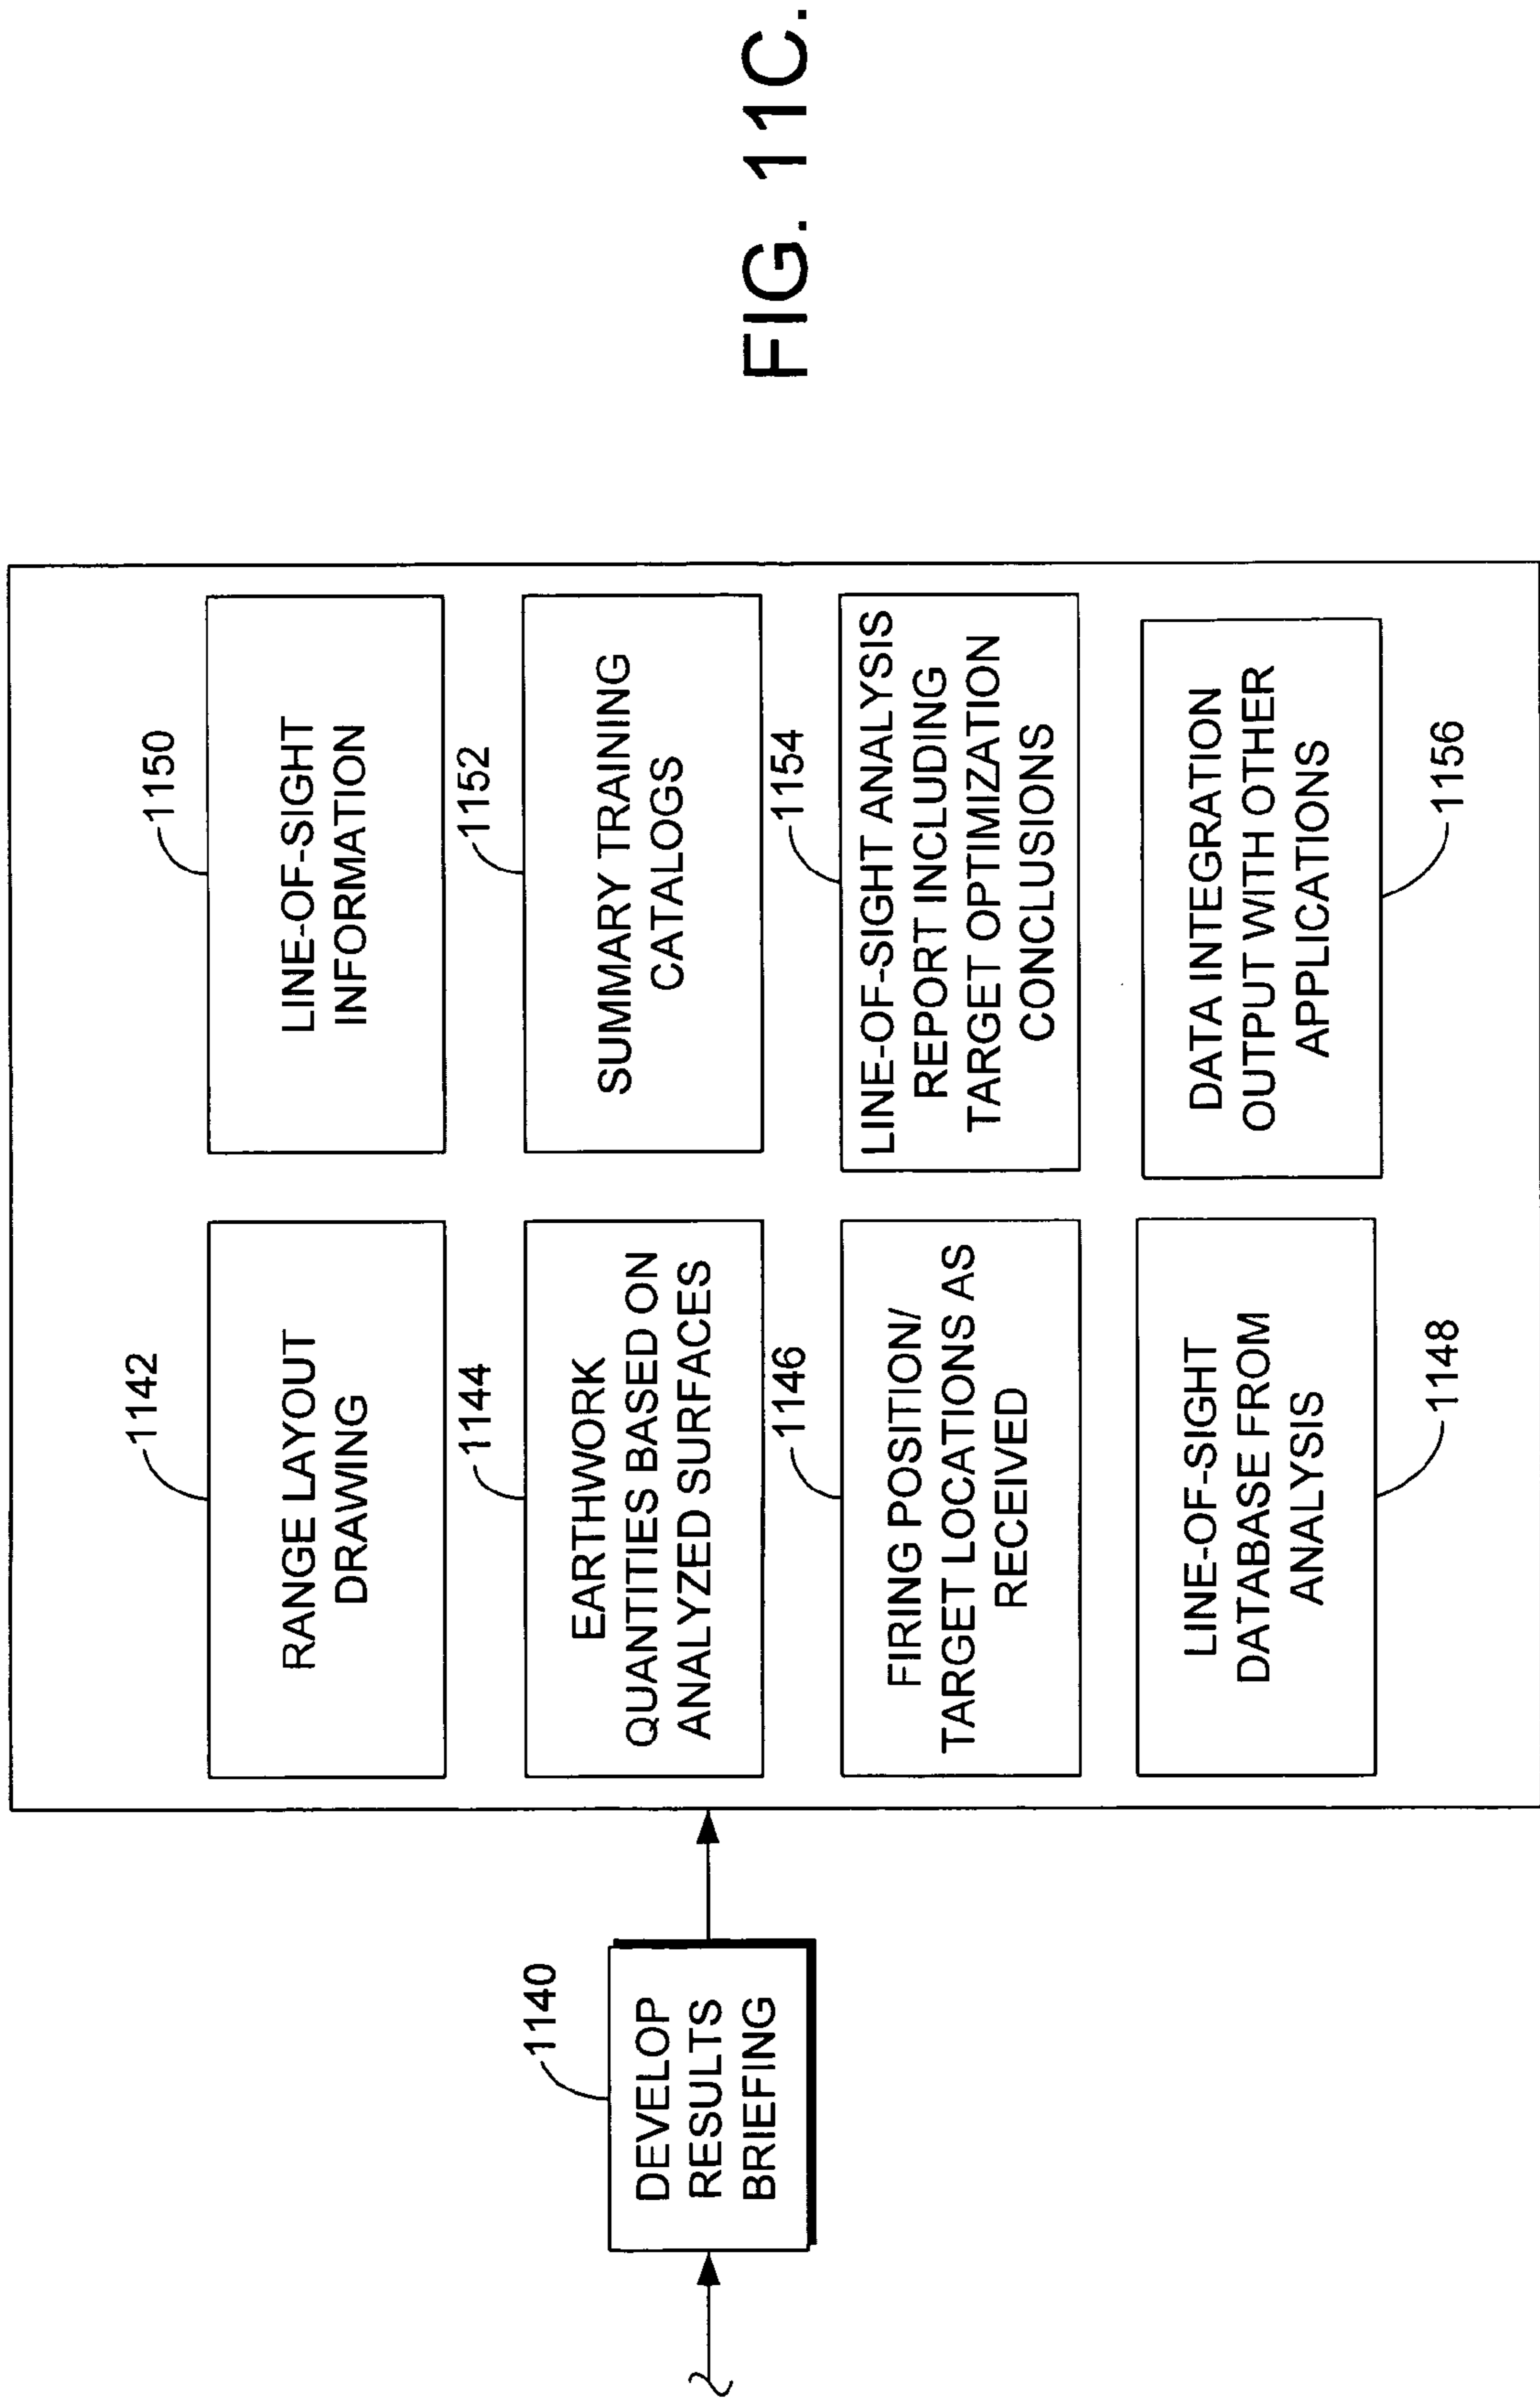 1140
DEVELOP
RESULTS
BRIEFING
1142
RANGE LAYOUT
DRAWING
1144
EARTHWORK
QUANTITIES BASED ON
ANALYZED SURFACES
1146
FIRING POSITION/
TARGET LOCATIONS AS
RECEIVED
LINE-OF-SIGHT
DATABASE FROM
ANALYSIS
1148
1150
LINE-OF-SIGHT
INFORMATION
1152
SUMMARY TRAINING
CATALOGS
1154
LINE-OF-SIGHT ANALYSIS
REPORT INCLUDING
TARGET OPTIMIZATION
CONCLUSIONS
DATA INTEGRATION
OUTPUT WITH OTHER
APPLICATIONS
1156
FIG. 11C.